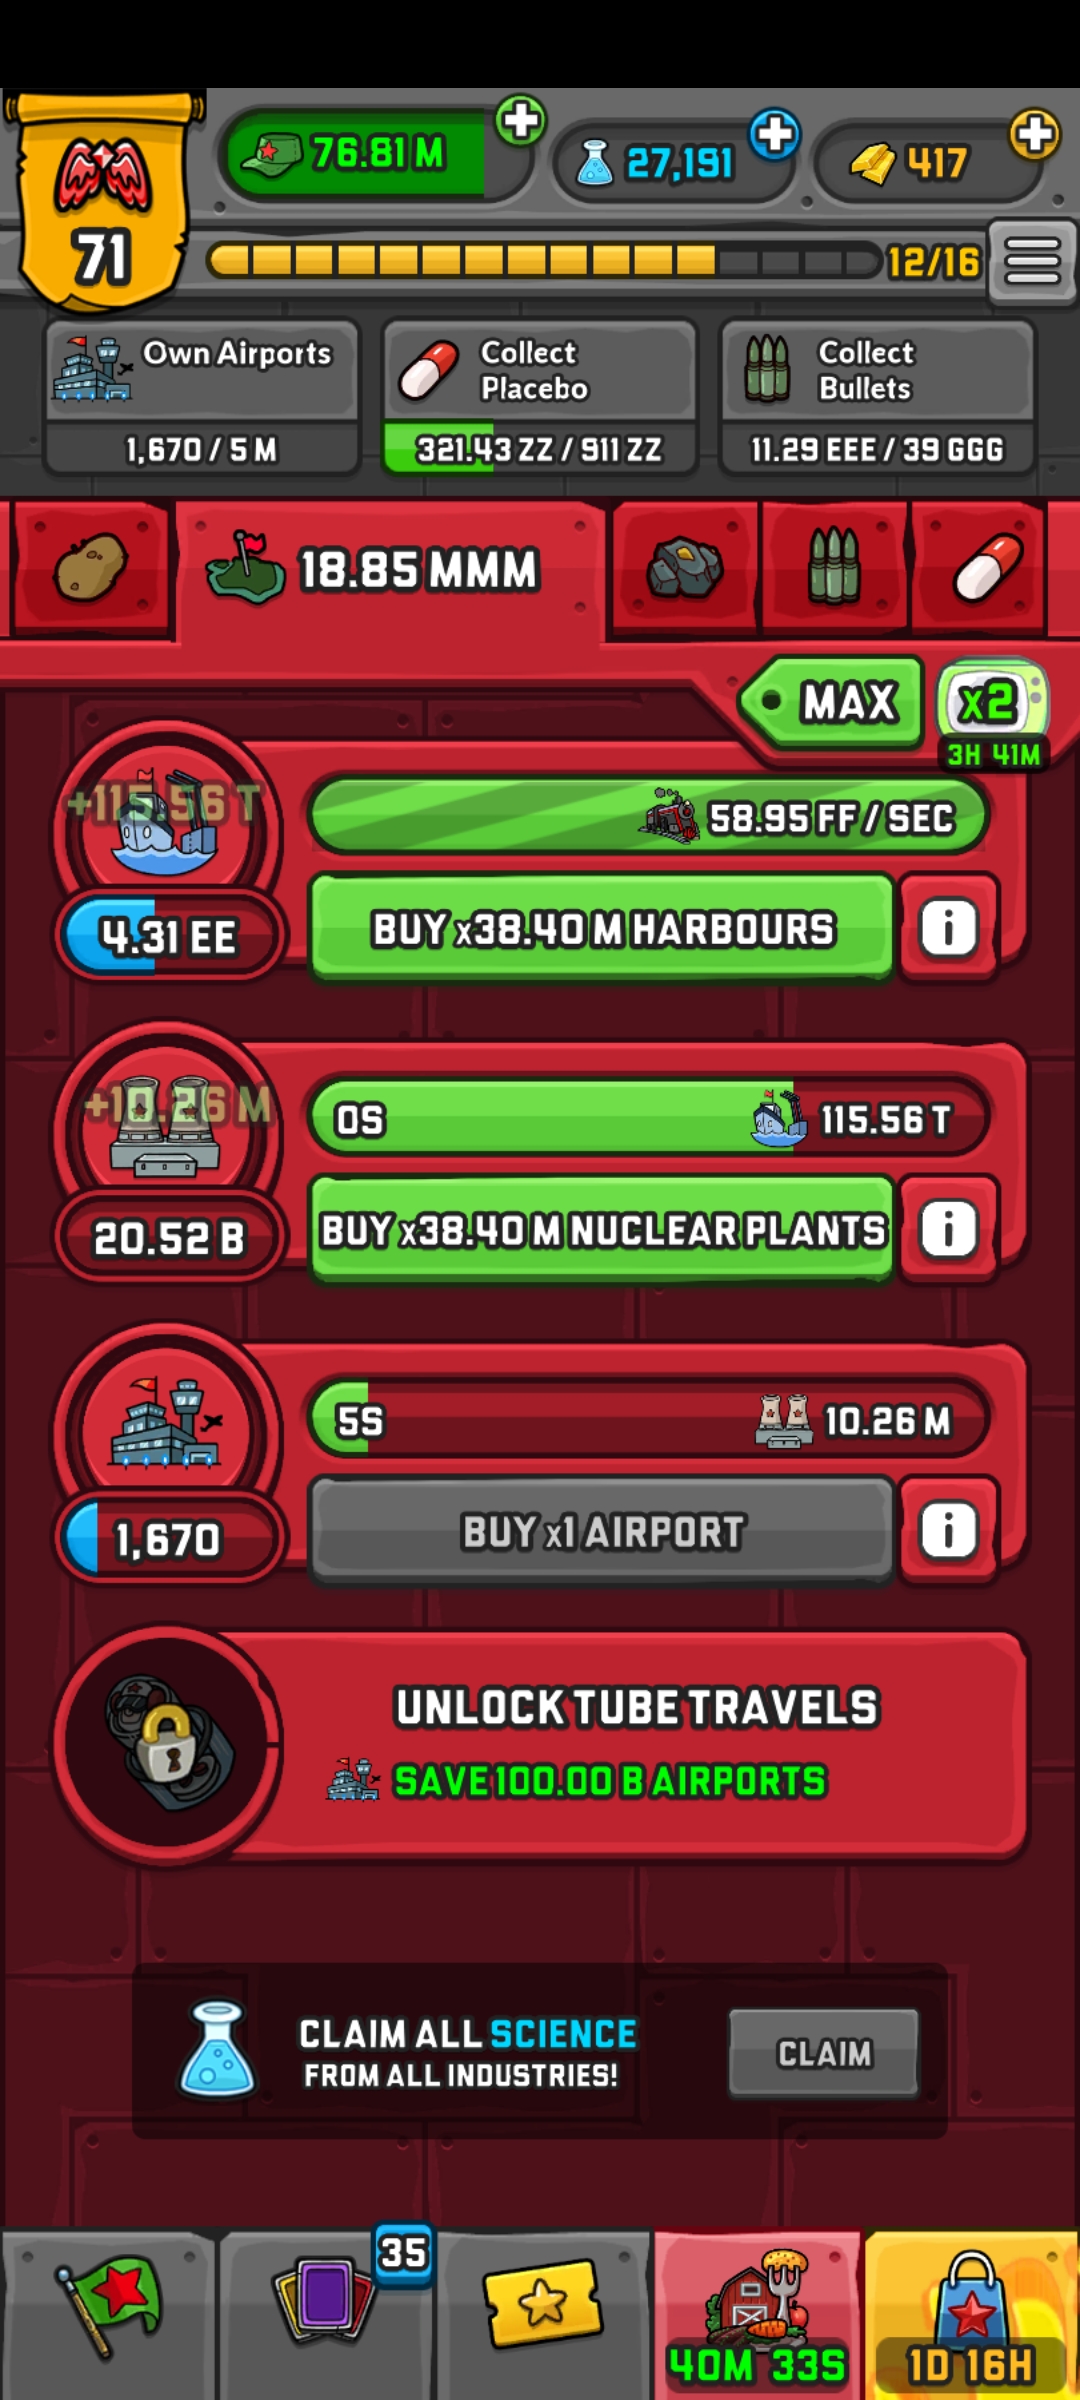 76.81 M
27,191
417
71
12/16
Own Airports
1,670 / 5 M
Collect
Placebo
321.43 ZZ / 911 ZZ
Collect
Bullets
11.29 EEE / 39 GGG
18.85 MMM
MAX
x2
3H 41M
+115.56 T
58.95 FF / SEC
4.31 EE
BUY x38.40 M HARBOURS
i
+10.26 M
0S
115.56 T
20.52 B
BUY x38.40 M NUCLEAR PLANTS
i
5S
10.26 M
1,670
BUY x1 AIRPORT
i
UNLOCK TUBE TRAVELS
SAVE 100.00 B AIRPORTS
CLAIM ALL SCIENCE
FROM ALL INDUSTRIES!
CLAIM
35
40M 33S
1D 16H